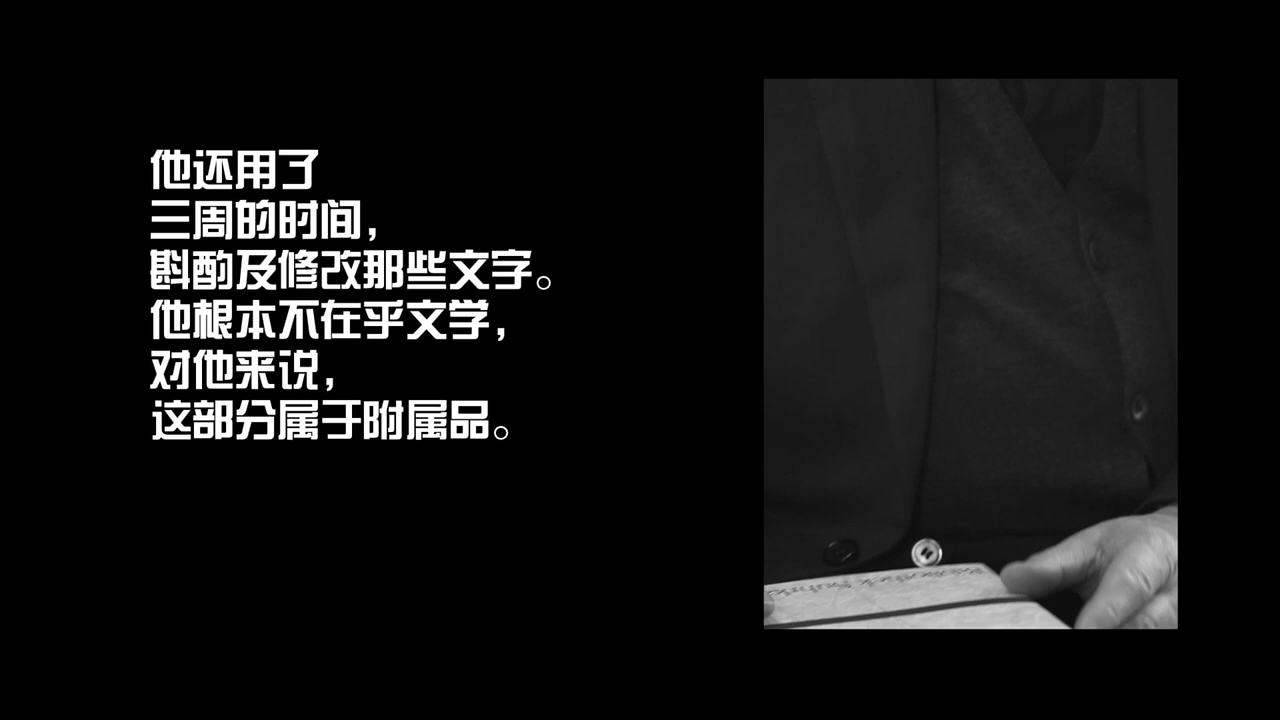 他还用了
三周的时间，
斟酌及修改那些文字。
他根本不在乎文学，
对他来说，
这部分属于附属品。